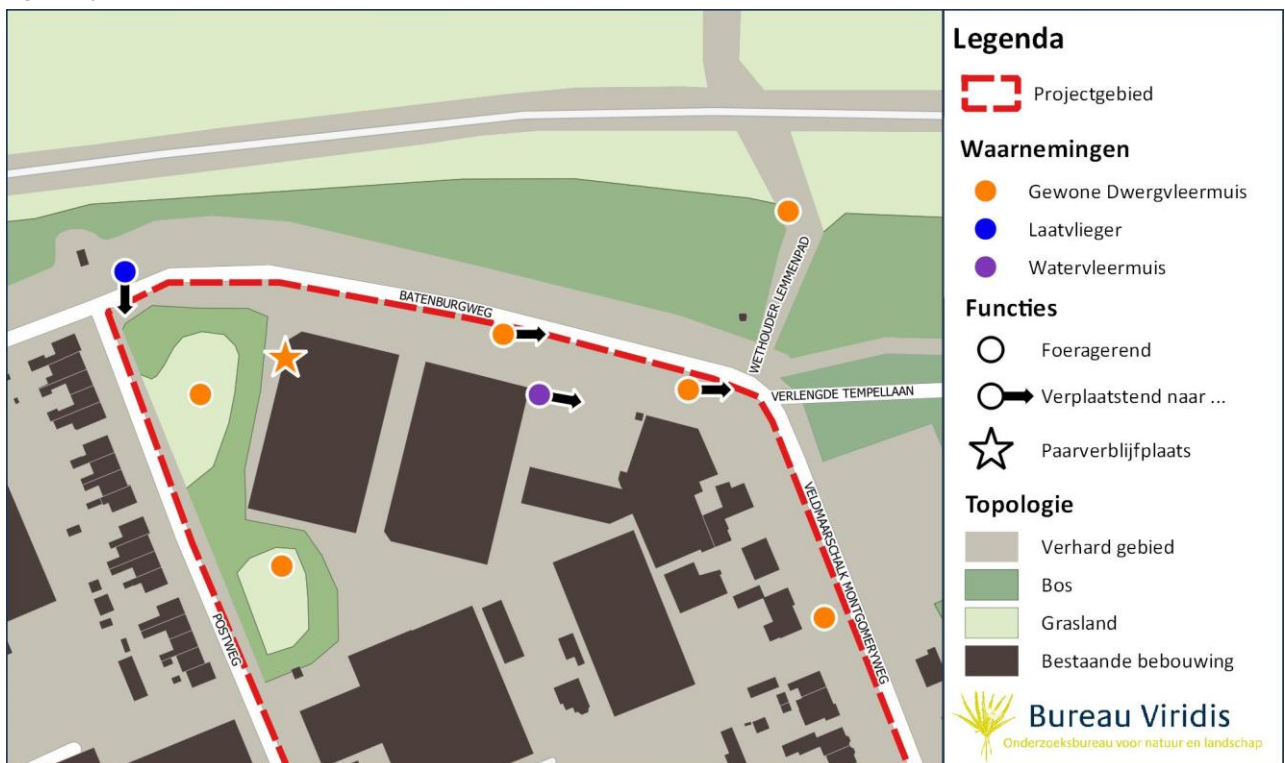 BATENBURGWEG
WETHOUDER LEMMENPAD
VERLENGDE TEMPELLAAN
VELDMAARSCHALK MONTGOMERYWEG
POSTWEG
Legenda
Projectgebied
Waarnemingen
Gewone Dwergvleermuis
Laatvlieger
Watervleermuis
Functies
Foeragerend
Verplaatstend naar ...
Paarverblijfplaats
Topologie
Verhard gebied
Bos
Grasland
Bestaande bebouwing
Bureau Viridis
Onderzoeksbureau voor natuur en landschap